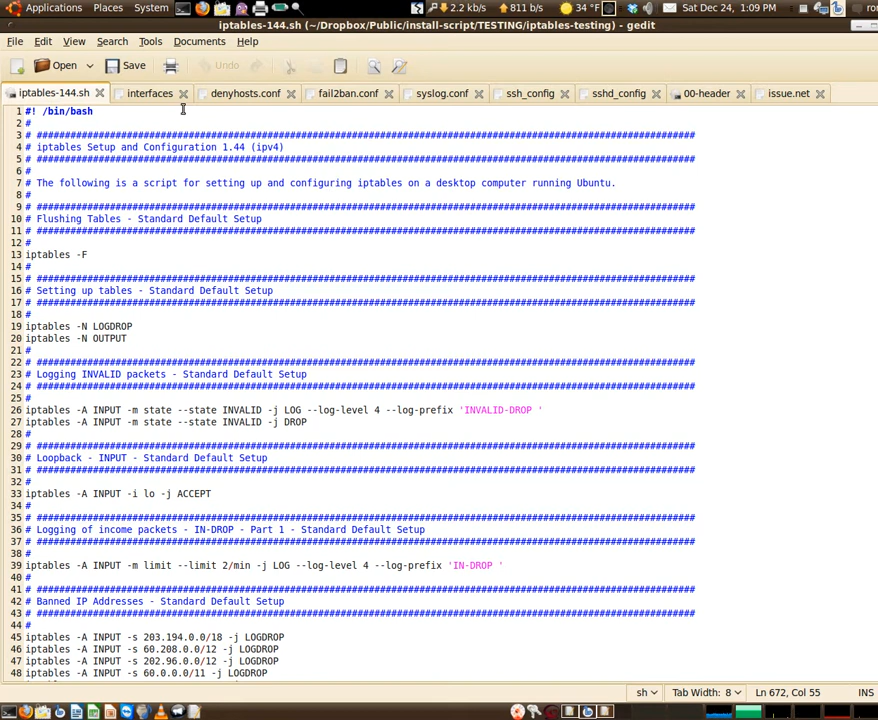 Applications Places System 2.2 kb/s 811 b/s 34 °F Sat Dec 24, 1:09 PM
iptables-144.sh (~/Dropbox/Public/install-script/TESTING/iptables-testing) - gedit
File Edit View Search Tools Documents Help
Open Save Undo
iptables-144.sh interfaces denyhosts.conf fail2ban.conf syslog.conf ssh_config sshd_config 00-header issue.net
1 #! /bin/bash
2 #
3 # #####################################################################################################################
4 # iptables Setup and Configuration 1.44 (ipv4)
5 # #####################################################################################################################
6 #
7 # The following is a script for setting up and configuring iptables on a desktop computer running Ubuntu.
8 #
9 # #####################################################################################################################
10 # Flushing Tables - Standard Default Setup
11 # #####################################################################################################################
12 #
13 iptables -F
14 #
15 # #####################################################################################################################
16 # Setting up tables - Standard Default Setup
17 # #####################################################################################################################
18 #
19 iptables -N LOGDROP
20 iptables -N OUTPUT
21 #
22 # #####################################################################################################################
23 # Logging INVALID packets - Standard Default Setup
24 # #####################################################################################################################
25 #
26 iptables -A INPUT -m state --state INVALID -j LOG --log-level 4 --log-prefix 'INVALID-DROP '
27 iptables -A INPUT -m state --state INVALID -j DROP
28 #
29 # #####################################################################################################################
30 # Loopback - INPUT - Standard Default Setup
31 # #####################################################################################################################
32 #
33 iptables -A INPUT -i lo -j ACCEPT
34 #
35 # #####################################################################################################################
36 # Logging of income packets - IN-DROP - Part 1 - Standard Default Setup
37 # #####################################################################################################################
38 #
39 iptables -A INPUT -m limit --limit 2/min -j LOG --log-level 4 --log-prefix 'IN-DROP '
40 #
41 # #####################################################################################################################
42 # Banned IP Addresses - Standard Default Setup
43 # #####################################################################################################################
44 #
45 iptables -A INPUT -s 203.194.0.0/18 -j LOGDROP
46 iptables -A INPUT -s 60.208.0.0/12 -j LOGDROP
47 iptables -A INPUT -s 202.96.0.0/12 -j LOGDROP
48 iptables -A INPUT -s 60.0.0.0/11 -j LOGDROP
sh Tab Width: 8 Ln 672, Col 55 INS